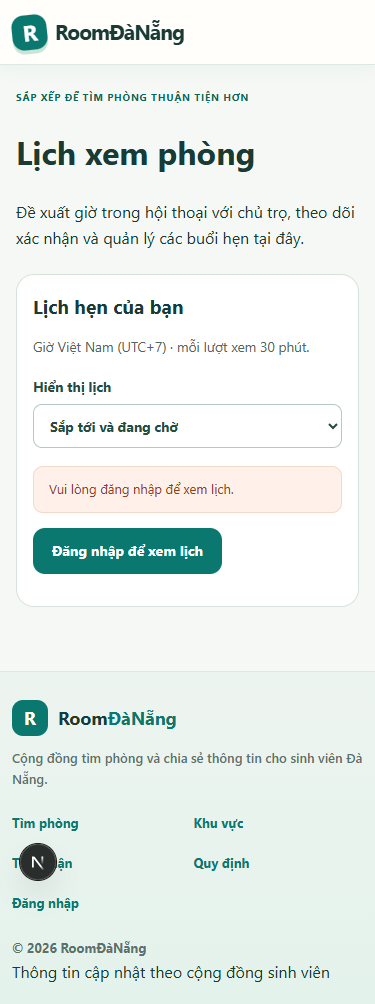 R RoomĐàNẵng
SẮP XẾP ĐỂ TÌM PHÒNG THUẬN TIỆN HƠN
Lịch xem phòng
Đề xuất giờ trong hội thoại với chủ trọ, theo dõi
xác nhận và quản lý các buổi hẹn tại đây.
Lịch hẹn của bạn
Giờ Việt Nam (UTC+7) · mỗi lượt xem 30 phút.
Hiển thị lịch
Sắp tới và đang chờ
Vui lòng đăng nhập để xem lịch.
Đăng nhập để xem lịch
R RoomĐàNẵng
Cộng đồng tìm phòng và chia sẻ thông tin cho sinh viên Đà
Nẵng.
Tìm phòng Khu vực
N Quy định
Đăng nhập
© 2026 RoomĐàNẵng
Thông tin cập nhật theo cộng đồng sinh viên